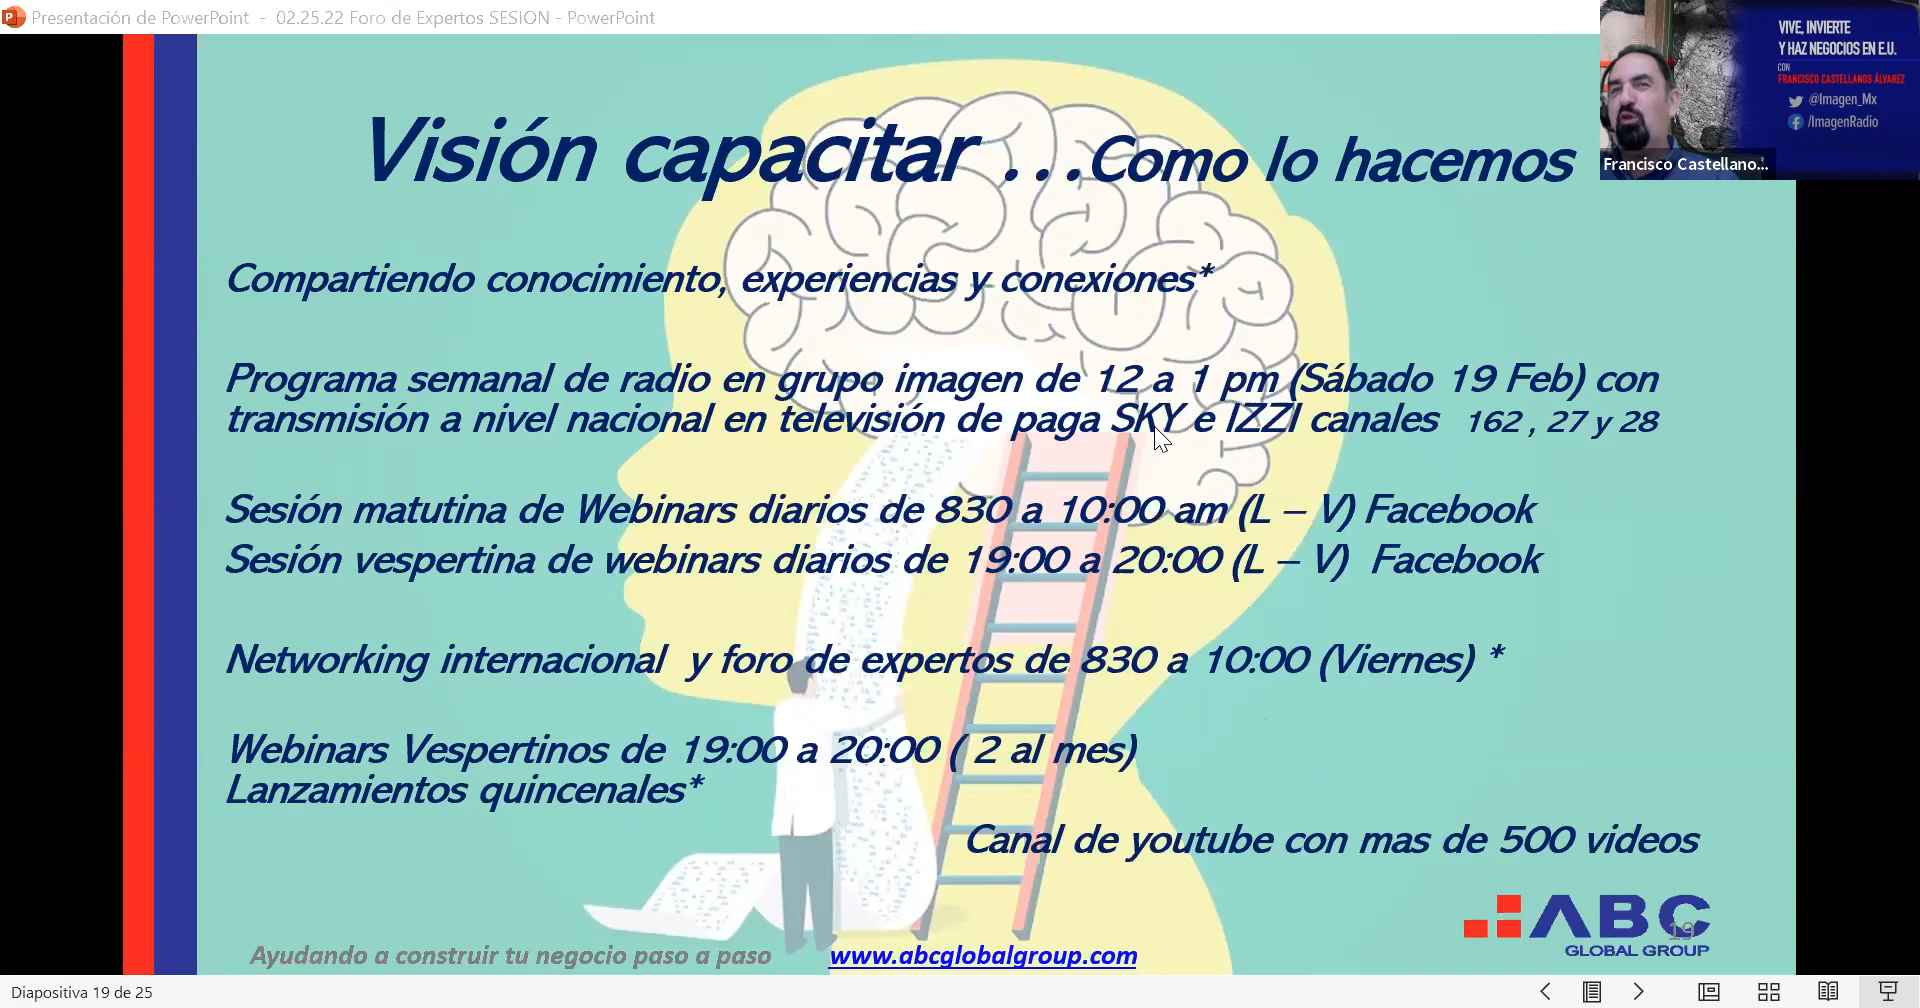 Presentación de PowerPoint - 02.25.22 Foro de Expertos SESION - PowerPoint
VIVE, INVIERTE
Y HAZ NEGOCIOS EN E.U.
CON
FRANCISCO CASTELLANOS ÁLVAREZ
@Imagen_Mx
/ImagenRadio
Francisco Castellano...
Visión capacitar ...Como lo hacemos
Compartiendo conocimiento, experiencias y conexiones*
Programa semanal de radio en grupo imagen de 12 a 1 pm (Sábado 19 Feb) con
transmisión a nivel nacional en televisión de paga SKY e IZZI canales 162 , 27 y 28
Sesión matutina de Webinars diarios de 830 a 10:00 am (L – V) Facebook
Sesión vespertina de webinars diarios de 19:00 a 20:00 (L – V) Facebook
Networking internacional y foro de expertos de 830 a 10:00 (Viernes) *
Webinars Vespertinos de 19:00 a 20:00 ( 2 al mes)
Lanzamientos quincenales*
Canal de youtube con mas de 500 videos
ABC
19
GLOBAL GROUP
Ayudando a construir tu negocio paso a paso www.abcglobalgroup.com
Diapositiva 19 de 25